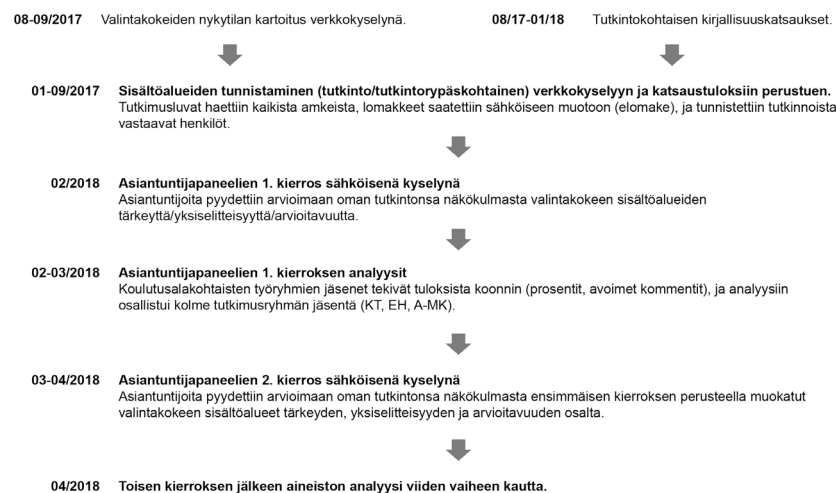 08-09/2017 Valintakokeiden nykytilan kartoitus verkkokyselynä.
08/17-01/18 Tutkintokohtaisen kirjallisuuskatsaukset.
01-09/2017 Sisältöalueiden tunnistaminen (tutkinto/tutkintorypäskohtainen) verkkokyselyyn ja katsaustuloksiin perustuen.
Tutkimusluvat haettiin kaikista amkeista, lomakkeet saatettiin sähköiseen muotoon (elomake), ja tunnistettiin tutkinnoista
vastaavat henkilöt.
02/2018 Asiantuntijapaneelien 1. kierros sähköisenä kyselynä
Asiantuntijoita pyydettiin arvioimaan oman tutkintonsa näkökulmasta valintakokeen sisältöalueiden
tärkeyttä/yksiselitteisyyttä/arvioitavuutta.
02-03/2018 Asiantuntijapaneelien 1. kierroksen analyysit
Koulutusalakohtaisten työryhmien jäsenet tekivät tuloksista koonnin (prosentit, avoimet kommentit), ja analyysiin
osallistui kolme tutkimusryhmän jäsentä (KT, EH, A-MK).
03-04/2018 Asiantuntijapaneelien 2. kierros sähköisenä kyselynä
Asiantuntijoita pyydettiin arvioimaan oman tutkintonsa näkökulmasta ensimmäisen kierroksen perusteella muokatut
valintakokeen sisältöalueet tärkeyden, yksiselitteisyyden ja arvioitavuuden osalta.
04/2018 Toisen kierroksen jälkeen aineiston analyysi viiden vaiheen kautta.